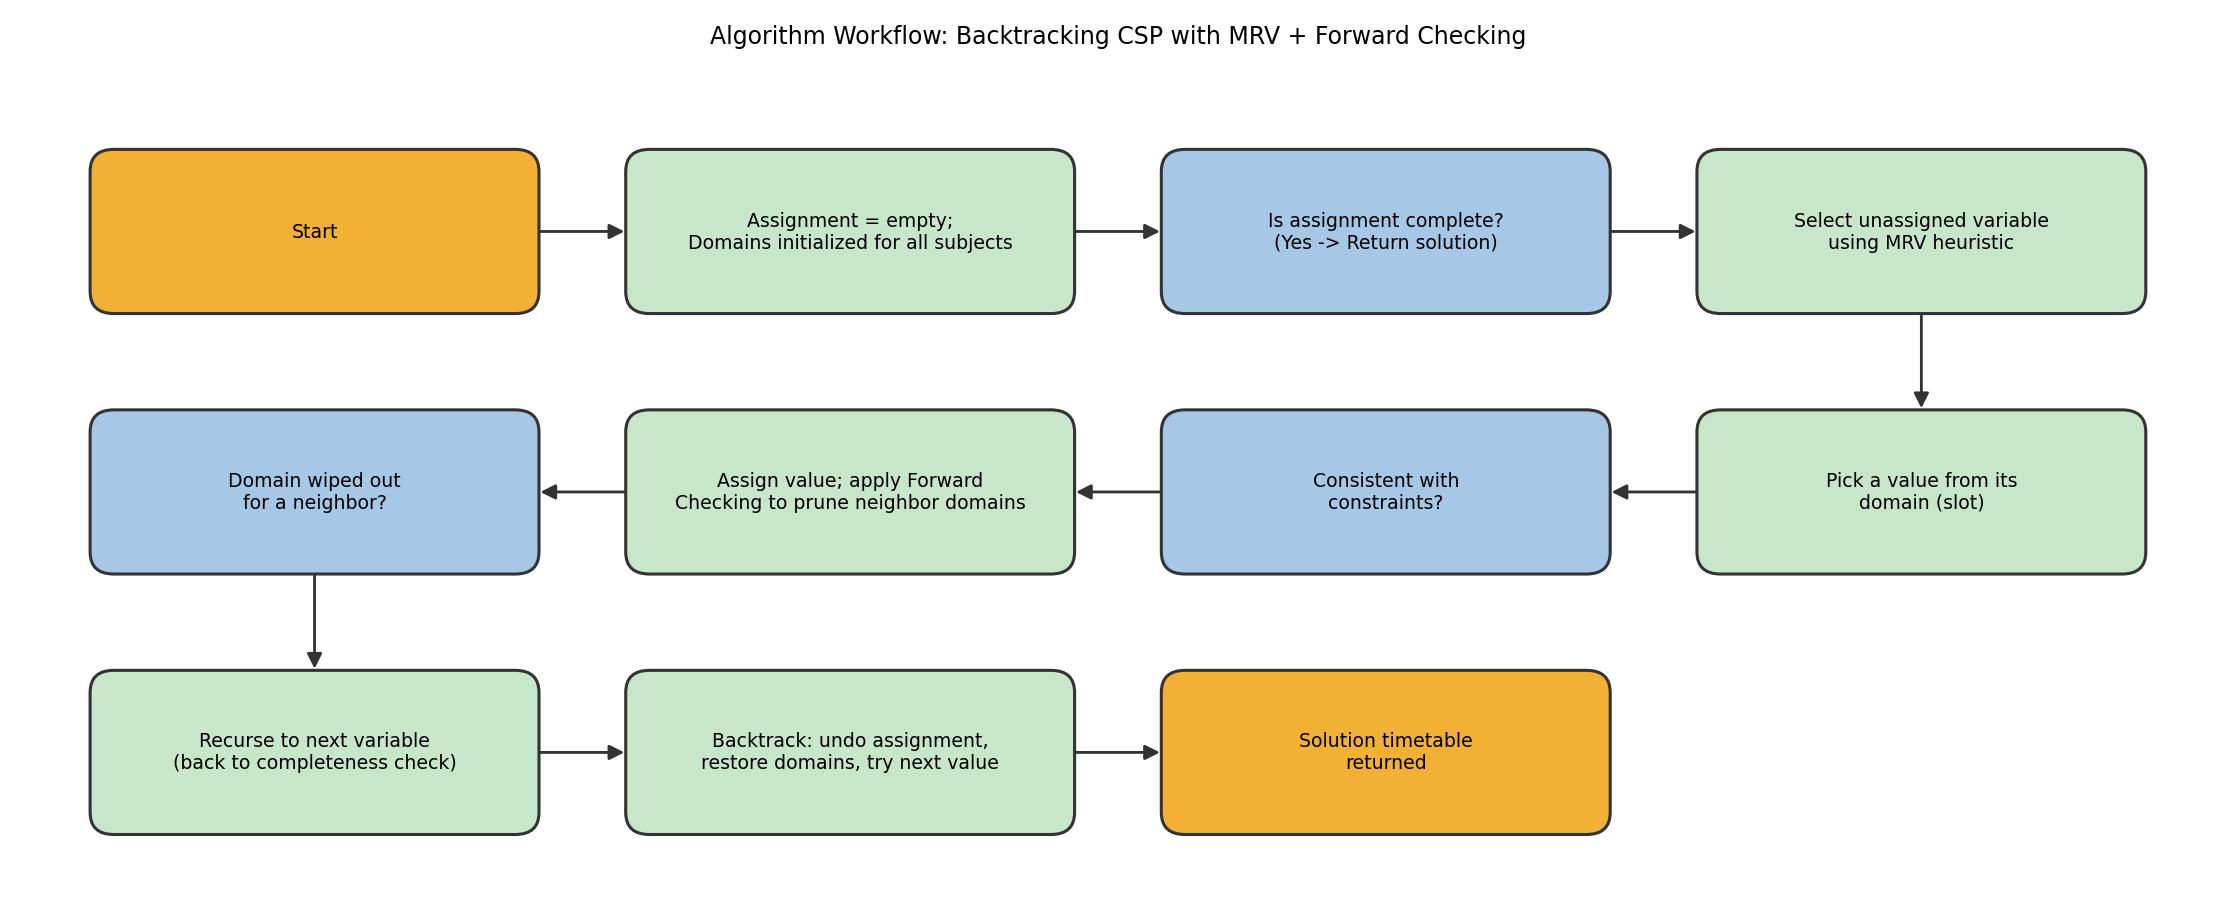 Algorithm Workflow: Backtracking CSP with MRV + Forward Checking
Start
Assignment = empty;
Domains initialized for all subjects
Is assignment complete?
(Yes -> Return solution)
Select unassigned variable
using MRV heuristic
Pick a value from its
domain (slot)
Consistent with
constraints?
Assign value; apply Forward
Checking to prune neighbor domains
Domain wiped out
for a neighbor?
Recurse to next variable
(back to completeness check)
Backtrack: undo assignment,
restore domains, try next value
Solution timetable
returned